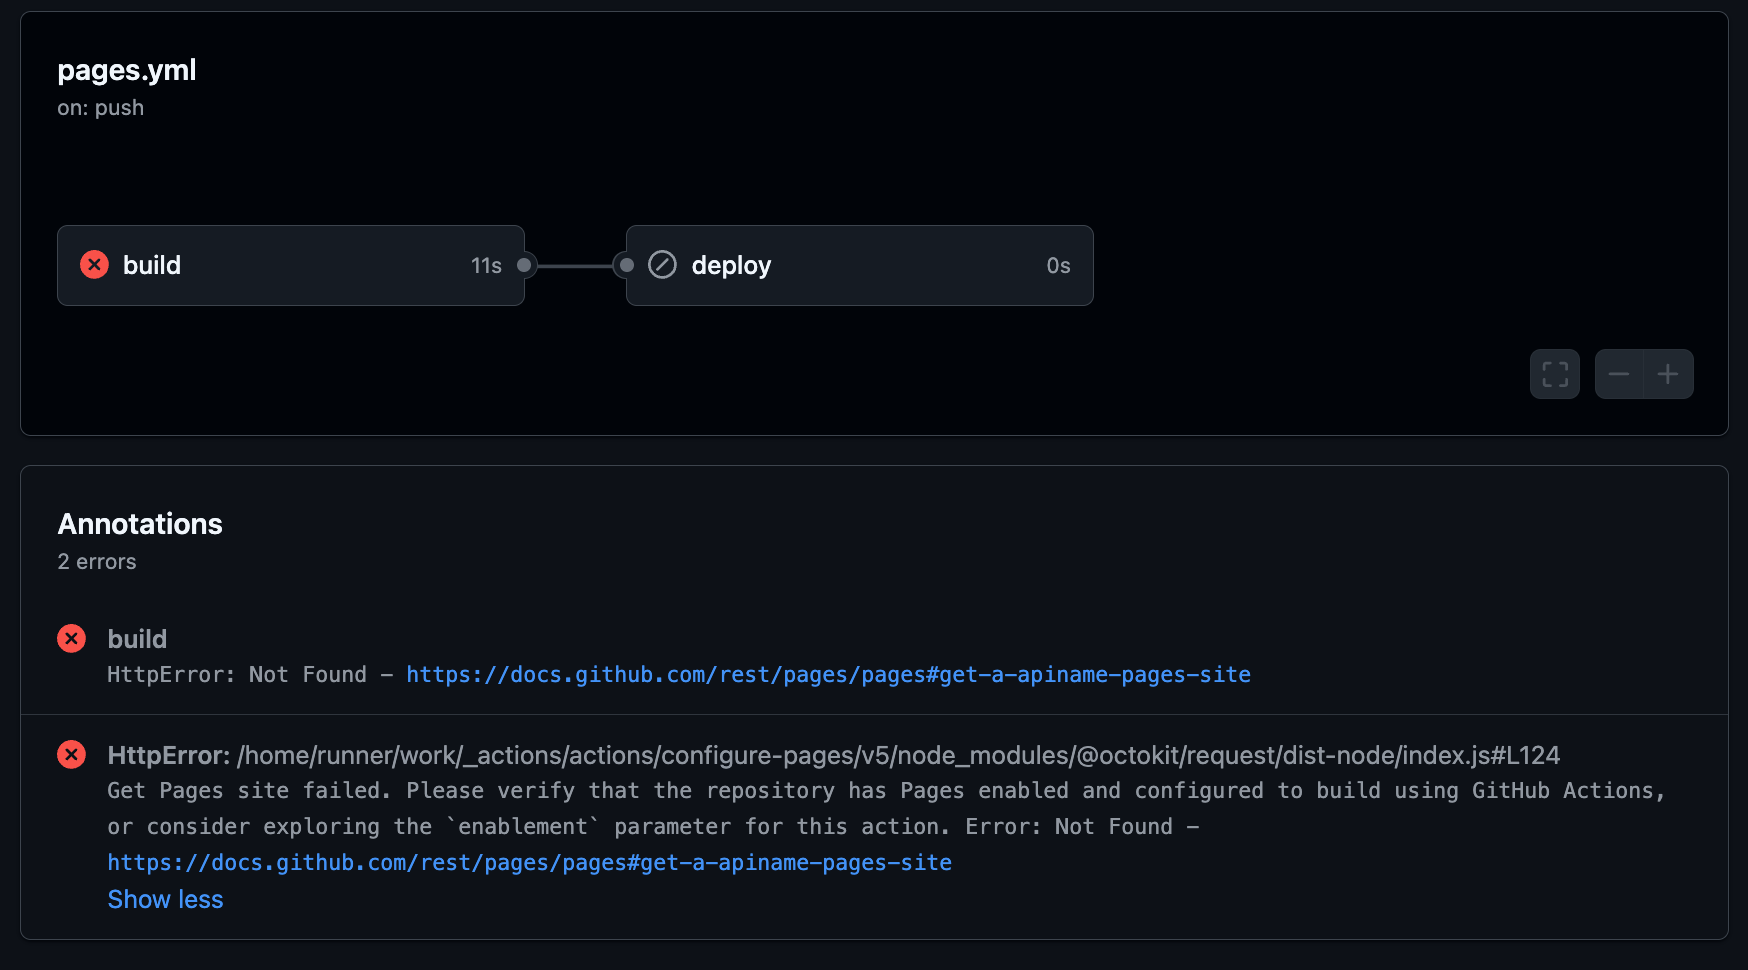 pages.yml
on: push
build 11s
deploy 0s
Annotations
2 errors
build
HttpError: Not Found - https://docs.github.com/rest/pages/pages#get-a-apiname-pages-site
HttpError: /home/runner/work/_actions/actions/configure-pages/v5/node_modules/@octokit/request/dist-node/index.js#L124
Get Pages site failed. Please verify that the repository has Pages enabled and configured to build using GitHub Actions,
or consider exploring the `enablement` parameter for this action. Error: Not Found -
https://docs.github.com/rest/pages/pages#get-a-apiname-pages-site
Show less